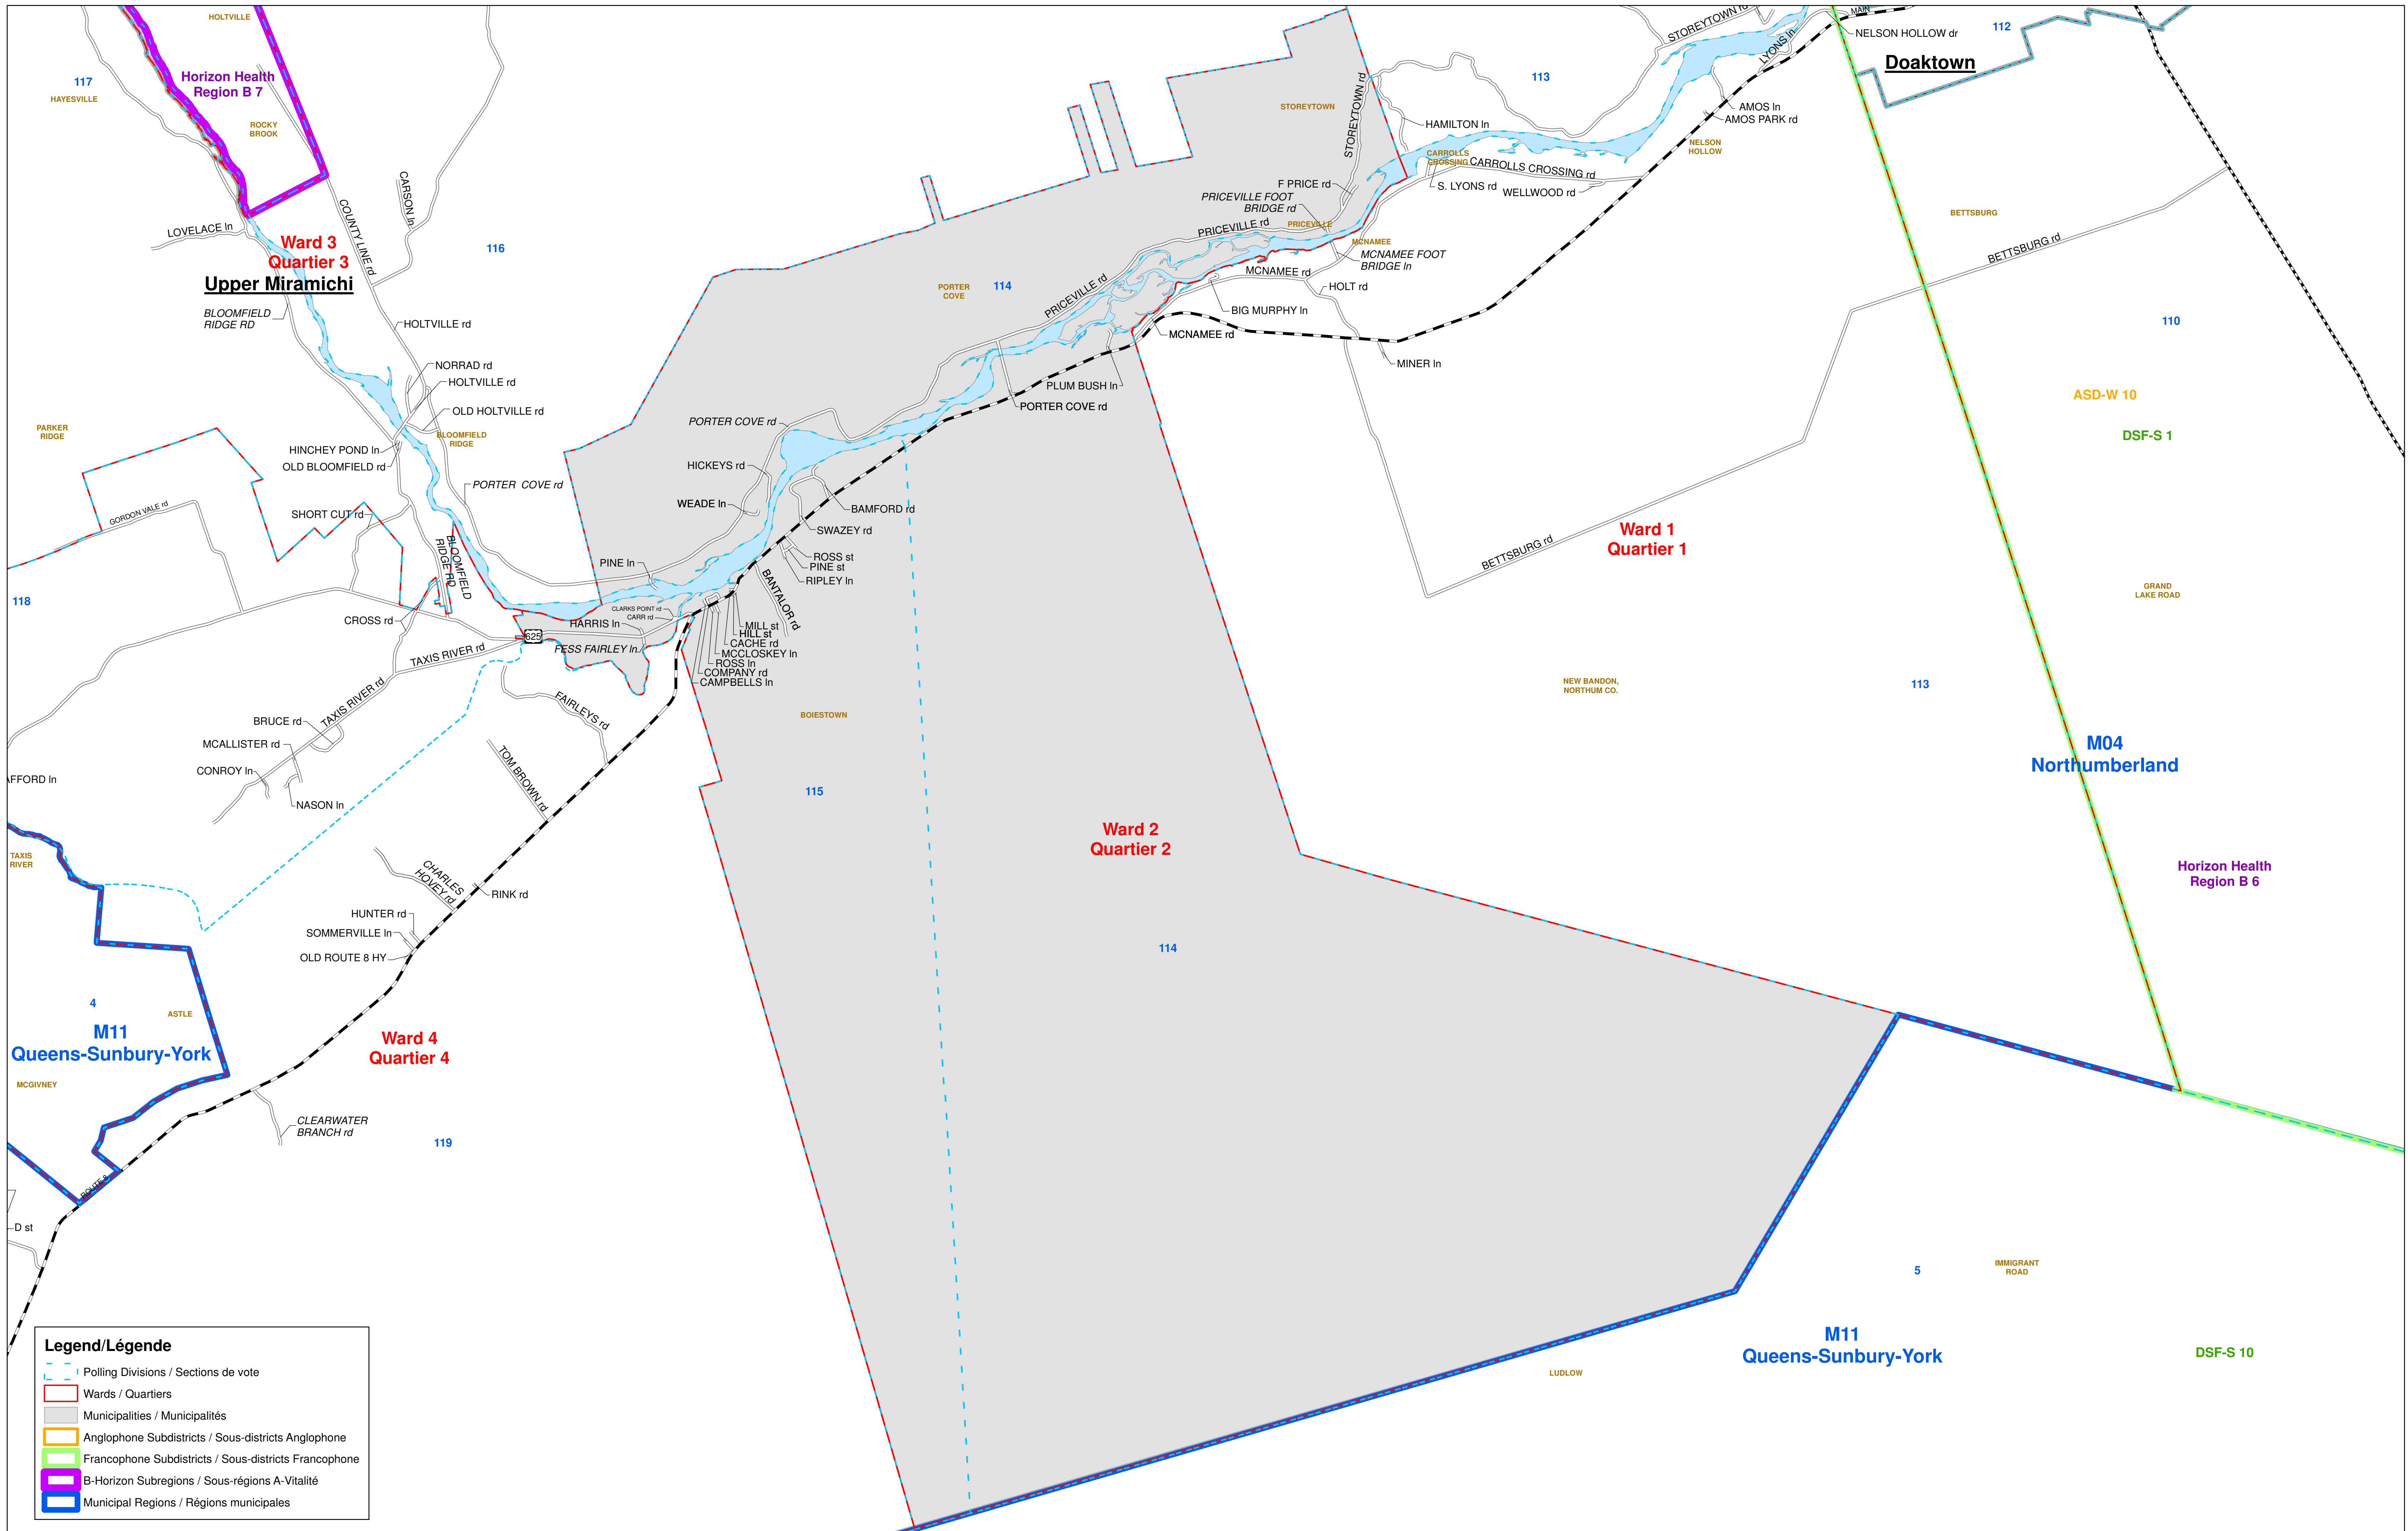 HOLTVILLE
117
HAYESVILLE
Horizon Health
Region B 7
ROCKY
BROOK
LOVELACE ln
Ward 3
Quartier 3
Upper Miramichi
BLOOMFIELD
RIDGE RD
COUNTY LINE rd
CARSON ln
116
HOLTVILLE rd
NORRAD rd
HOLTVILLE rd
OLD HOLTVILLE rd
BLOOMFIELD
RIDGE
PARKER
RIDGE
HINCHEY POND ln
OLD BLOOMFIELD rd
PORTER COVE rd
GORDON VALE rd
SHORT CUT rd
BLOOMFIELD
RIDGE RD
118
CROSS rd
625
TAXIS RIVER rd
TAXIS RIVER rd
BRUCE rd
MCALLISTER rd
CONROY ln
NASON ln
AFFORD ln
FAIRLEYS rd
TOM BROWN rd
TAXIS
RIVER
CHARLES
HOVEY rd
RINK rd
HUNTER rd
SOMMERVILLE ln
OLD ROUTE 8 HY
4
ASTLE
M11
Queens-Sunbury-York
MCGIVNEY
Ward 4
Quartier 4
CLEARWATER
BRANCH rd
119
ROUTE 8
D st
STOREYTOWN rd
MAIN
NELSON HOLLOW dr
LYONS ln
112
Doaktown
113
STOREYTOWN
STOREYTOWN rd
AMOS ln
AMOS PARK rd
HAMILTON ln
NELSON
HOLLOW
CARROLLS
CROSSING
CARROLLS CROSSING rd
S. LYONS rd
WELLWOOD rd
F PRICE rd
PRICEVILLE FOOT
BRIDGE rd
PRICEVILLE
PRICEVILLE rd
MCNAMEE
MCNAMEE FOOT
BRIDGE ln
MCNAMEE rd
HOLT rd
BIG MURPHY ln
MCNAMEE rd
MINER ln
BETTSBURG
BETTSBURG rd
110
PORTER
COVE
114
PRICEVILLE rd
PLUM BUSH ln
PORTER COVE rd
PORTER COVE rd
HICKEYS rd
WEADE ln
BAMFORD rd
SWAZEY rd
ROSS st
PINE st
RIPLEY ln
PINE ln
BANTALOR rd
CLARKS POINT rd
CARR rd
HARRIS ln
FESS FAIRLEY ln
MILL st
HILL st
CACHE rd
MCCLOSKEY ln
ROSS ln
COMPANY rd
CAMPBELLS ln
BOIESTOWN
115
Ward 2
Quartier 2
114
ASD-W 10
DSF-S 1
Ward 1
Quartier 1
BETTSBURG rd
GRAND
LAKE ROAD
NEW BANDON,
NORTHUM CO.
113
M04
Northumberland
Horizon Health
Region B 6
5
IMMIGRANT
ROAD
M11
Queens-Sunbury-York
LUDLOW
DSF-S 10
Legend/Légende
Polling Divisions / Sections de vote
Wards / Quartiers
Municipalities / Municipalités
Anglophone Subdistricts / Sous-districts Anglophone
Francophone Subdistricts / Sous-districts Francophone
B-Horizon Subregions / Sous-régions A-Vitalité
Municipal Regions / Régions municipales